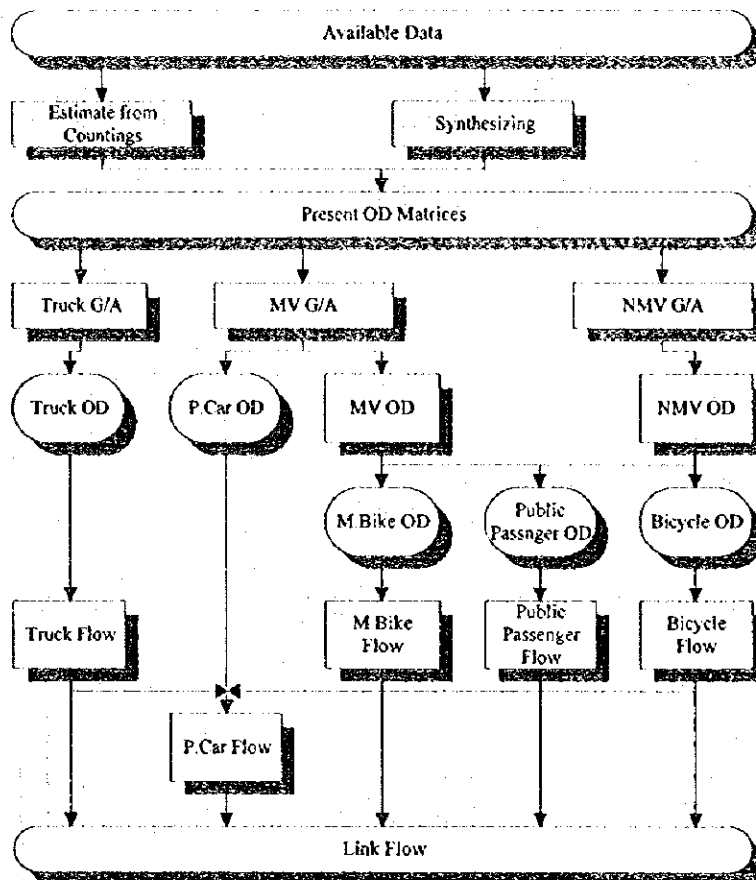 Available Data
Estimate from
Countings
Synthesizing
Present OD Matrices
Truck G/A
MV G/A
NMV G/A
Truck OD
P.Car OD
MV OD
NMV OD
M.Bike OD
Public
Passnger OD
Bicycle OD
Truck Flow
M.Bike
Flow
Public
Passenger
Flow
Bicycle
Flow
P.Car Flow
Link Flow